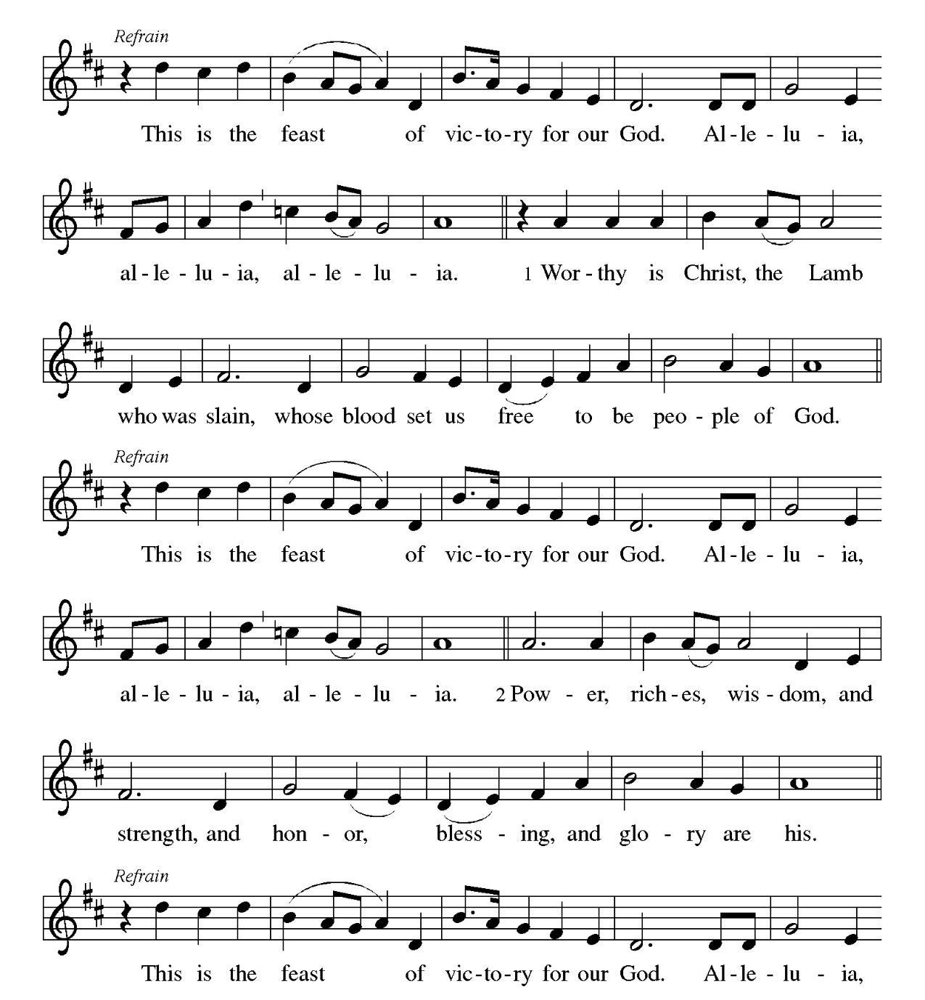 Refrain
This is the feast of vic-to-ry for our God. Al-le-lu-ia,
al-le-lu-ia, al-le-lu-ia. 1 Wor-thy is Christ, the Lamb
who was slain, whose blood set us free to be peo-ple of God.
Refrain
This is the feast of vic-to-ry for our God. Al-le-lu-ia,
al-le-lu-ia, al-le-lu-ia. 2 Pow-er, rich-es, wis-dom, and
strength, and hon-or, bless-ing, and glo-ry are his.
Refrain
This is the feast of vic-to-ry for our God. Al-le-lu-ia,